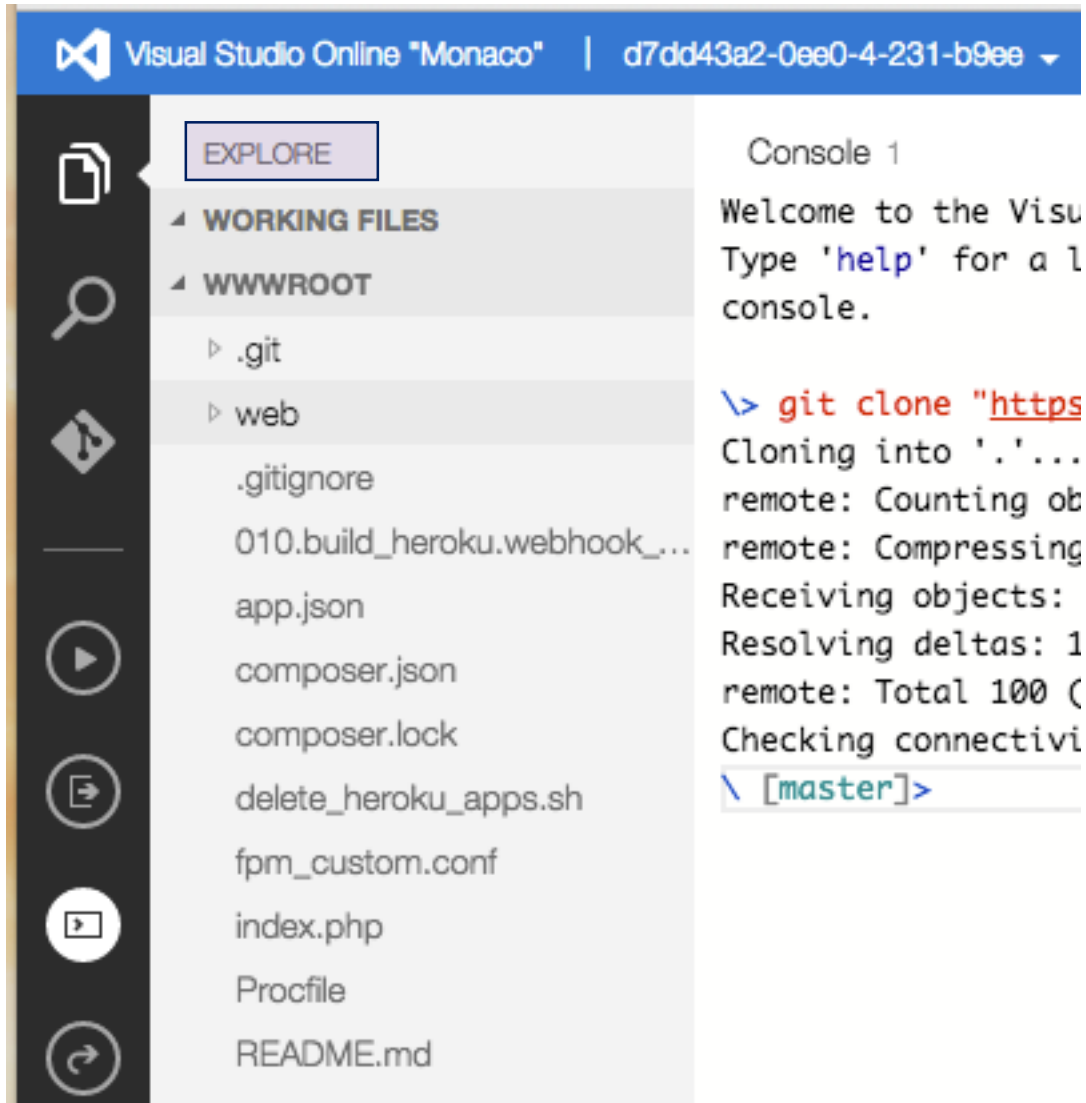 Visual Studio Online "Monaco" | d7dd43a2-0ee0-4-231-b9ee
EXPLORE
WORKING FILES
WWWROOT
.git
web
.gitignore
010.build_heroku.webhook_...
app.json
composer.json
composer.lock
delete_heroku_apps.sh
fpm_custom.conf
index.php
Procfile
README.md
Console 1
Welcome to the Visu
Type 'help' for a l
console.
\> git clone "https
Cloning into '.'...
remote: Counting ob
remote: Compressing
Receiving objects:
Resolving deltas: 1
remote: Total 100 (
Checking connectivi
\ [master]>